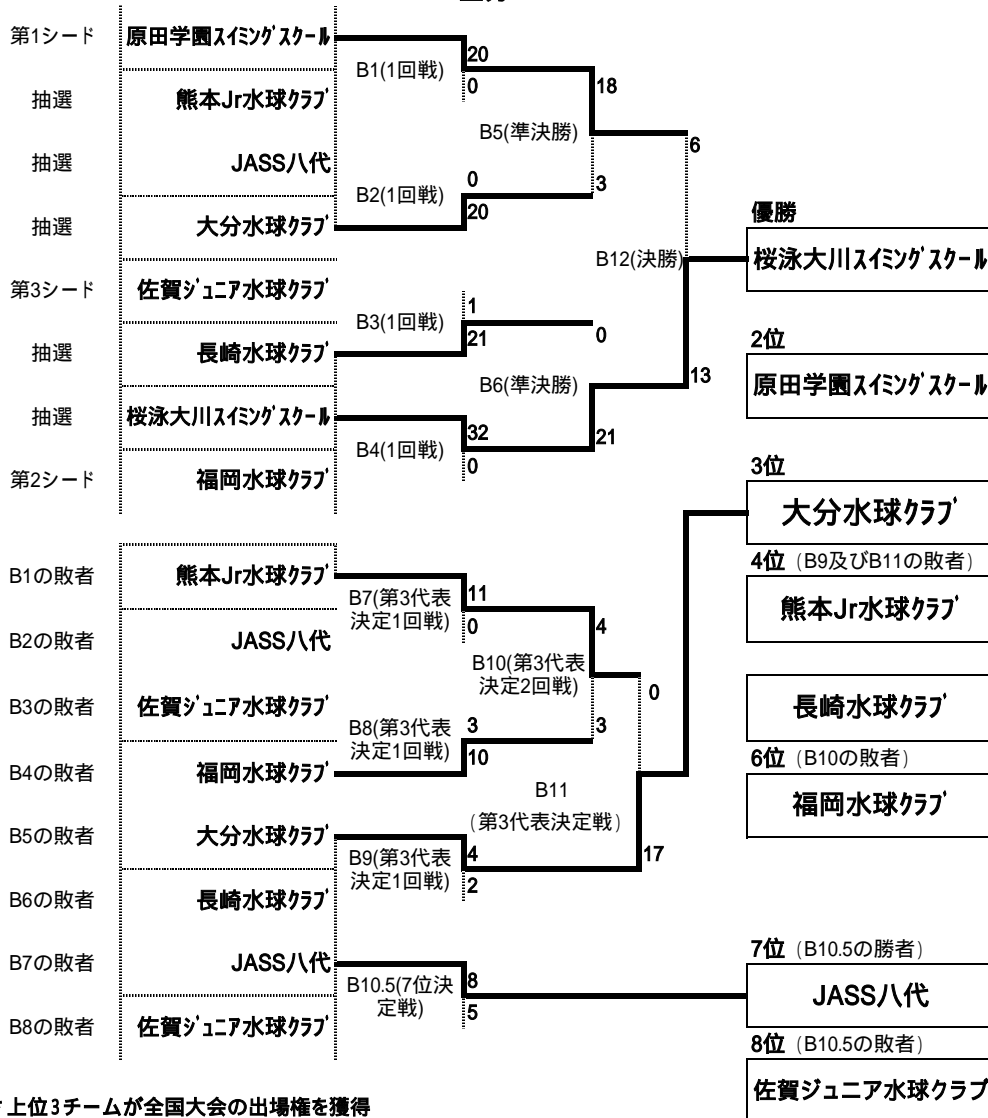 第1シード 原田学園スイミングスクール
20
B1(1回戦)
0
18
抽選 熊本Jr水球クラブ
B5(準決勝)
6
抽選 JASS八代
0
3
B2(1回戦)
20
抽選 大分水球クラブ
優勝
B12(決勝) 桜泳大川スイミングスクール
第3シード 佐賀ジュニア水球クラブ
1
B3(1回戦)
21
0
抽選 長崎水球クラブ
2位
B6(準決勝)
13
原田学園スイミングスクール
抽選 桜泳大川スイミングスクール
32
21
B4(1回戦)
0
第2シード 福岡水球クラブ
3位
大分水球クラブ
4位 (B9及びB11の敗者)
B1の敗者 熊本Jr水球クラブ
11
B7(第3代表
決定1回戦)
0
4
熊本Jr水球クラブ
B2の敗者 JASS八代
B10(第3代表
決定2回戦)
0
B3の敗者 佐賀ジュニア水球クラブ
長崎水球クラブ
3
3
B8(第3代表
決定1回戦)
10
6位 (B10の敗者)
B4の敗者 福岡水球クラブ
B11
(第3代表決定戦)
福岡水球クラブ
B5の敗者 大分水球クラブ
4
17
B9(第3代表
決定1回戦)
2
B6の敗者 長崎水球クラブ
7位 (B10.5の勝者)
B7の敗者 JASS八代
8
B10.5(7位決
定戦)
5
JASS八代
B8の敗者 佐賀ジュニア水球クラブ
8位 (B10.5の敗者)
佐賀ジュニア水球クラブ
上位3チームが全国大会の出場権を獲得